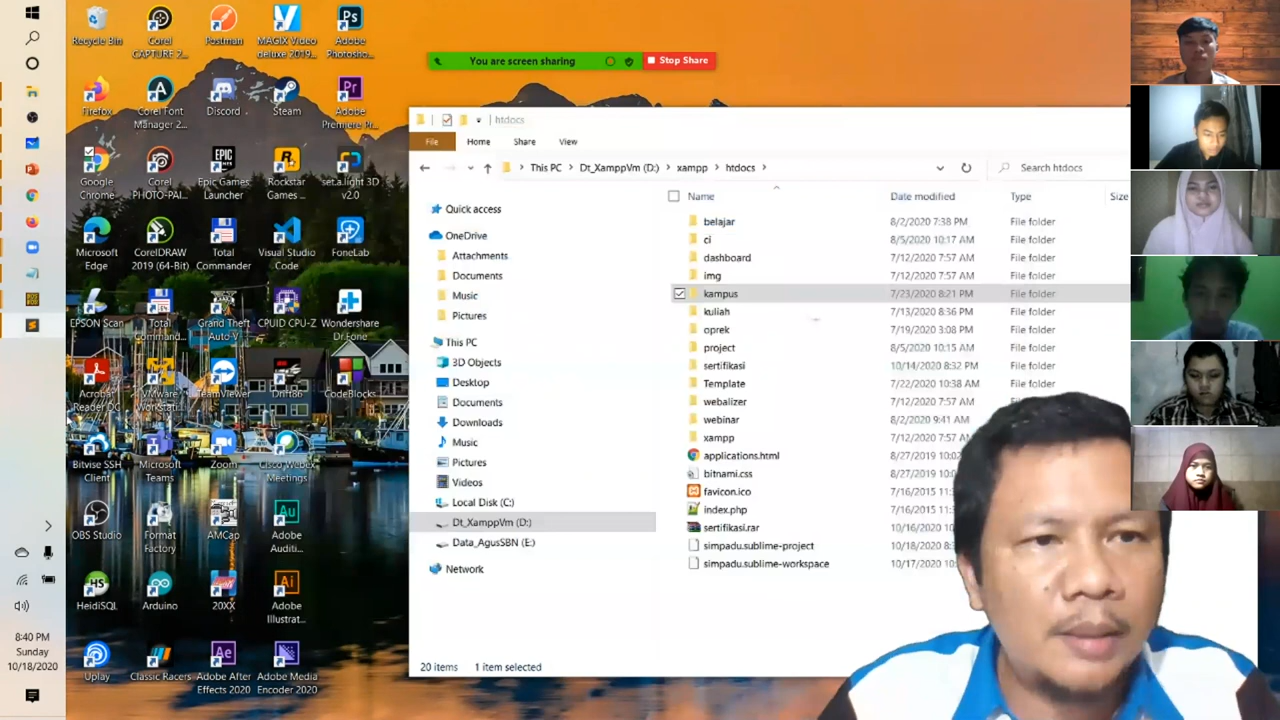 Recycle Bin
Corel
CAPTURE 2...
Postman
MAGIX Video
deluxe 2019...
Adobe
Photosho...
Firefox
Corel Font
Manager 2...
Discord
Steam
Adobe
Premiere Pr...
Google
Chrome
Corel
PHOTO-PAI...
Epic Games
Launcher
Rockstar
Games ...
set.a.light 3D
v2.0
Microsoft
Edge
CorelDRAW
2019 (64-Bit)
Total
Commander
Visual Studio
Code
FoneLab
EPSON Scan
Total
Command...
Grand Theft
Auto V
CPUID CPU-Z
Wondershare
Dr.Fone
Acrobat
Reader DC
VMware
Workstati...
TeamViewer
Drift86
CodeBlocks
Bitvise SSH
Client
Microsoft
Teams
Zoom
Cisco Webex
Meetings
OBS Studio
Format
Factory
AMCap
Adobe
Auditi...
HeidiSQL
Arduino
20XX
Adobe
Illustrat...
Uplay
Classic Racers
Adobe After
Effects 2020
Adobe Media
Encoder 2020
8:40 PM
Sunday
10/18/2020
You are screen sharing
Stop Share
htdocs
File Home Share View
This PC > Dt_XamppVm (D:) > xampp > htdocs >
Search htdocs
Quick access
OneDrive
Attachments
Documents
Music
Pictures
This PC
3D Objects
Desktop
Documents
Downloads
Music
Pictures
Videos
Local Disk (C:)
Dt_XamppVm (D:)
Data_AgusSBN (E:)
Network
Name Date modified Type Size
belajar 8/2/2020 7:38 PM File folder
ci 8/5/2020 10:17 AM File folder
dashboard 7/12/2020 7:57 AM File folder
img 7/12/2020 7:57 AM File folder
kampus 7/23/2020 8:21 PM File folder
kuliah 7/13/2020 8:36 PM File folder
oprek 7/19/2020 3:08 PM File folder
project 8/5/2020 10:15 AM File folder
sertifikasi 10/14/2020 8:32 PM File folder
Template 7/22/2020 10:38 AM File folder
webalizer 7/12/2020 7:57 AM File folder
webinar 8/2/2020 9:41 AM File folder
xampp 7/12/2020 7:57 AM
applications.html 8/27/2019
bitnami.css 8/27/2019
favicon.ico 7/16/2015
index.php 7/16/2015
sertifikasi.rar 10/16/2020
simpadu.sublime-project 10/18/2020
simpadu.sublime-workspace 10/17/2020
20 items 1 item selected